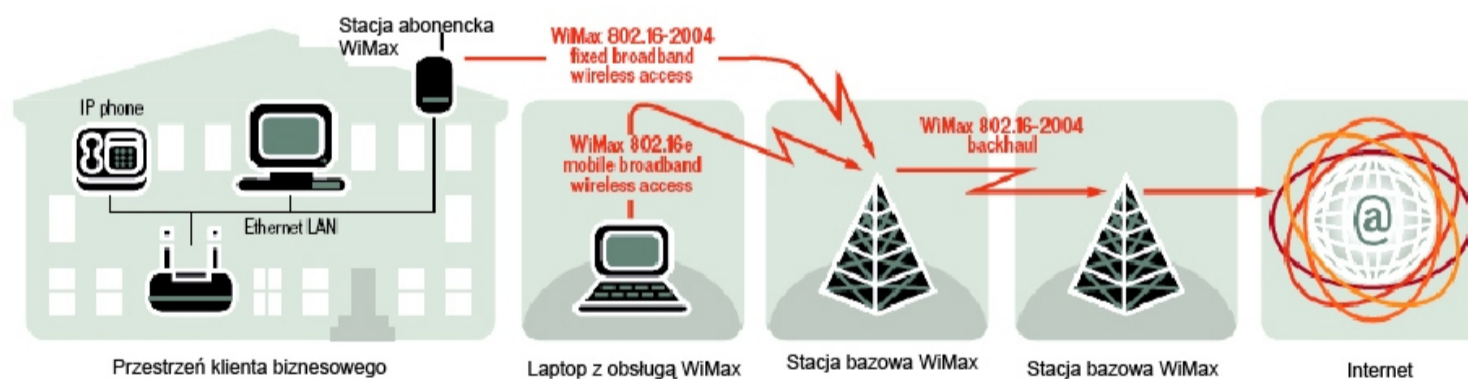 Stacja abonencka
WiMax
IP phone
Ethernet LAN
WiMax 802.16-2004
fixed broadband
wireless access
WiMax 802.16e
mobile broadband
wireless access
WiMax 802.16-2004
backhaul
@
Przestrzeń klienta biznesowego
Laptop z obsługą WiMax
Stacja bazowa WiMax
Stacja bazowa WiMax
Internet